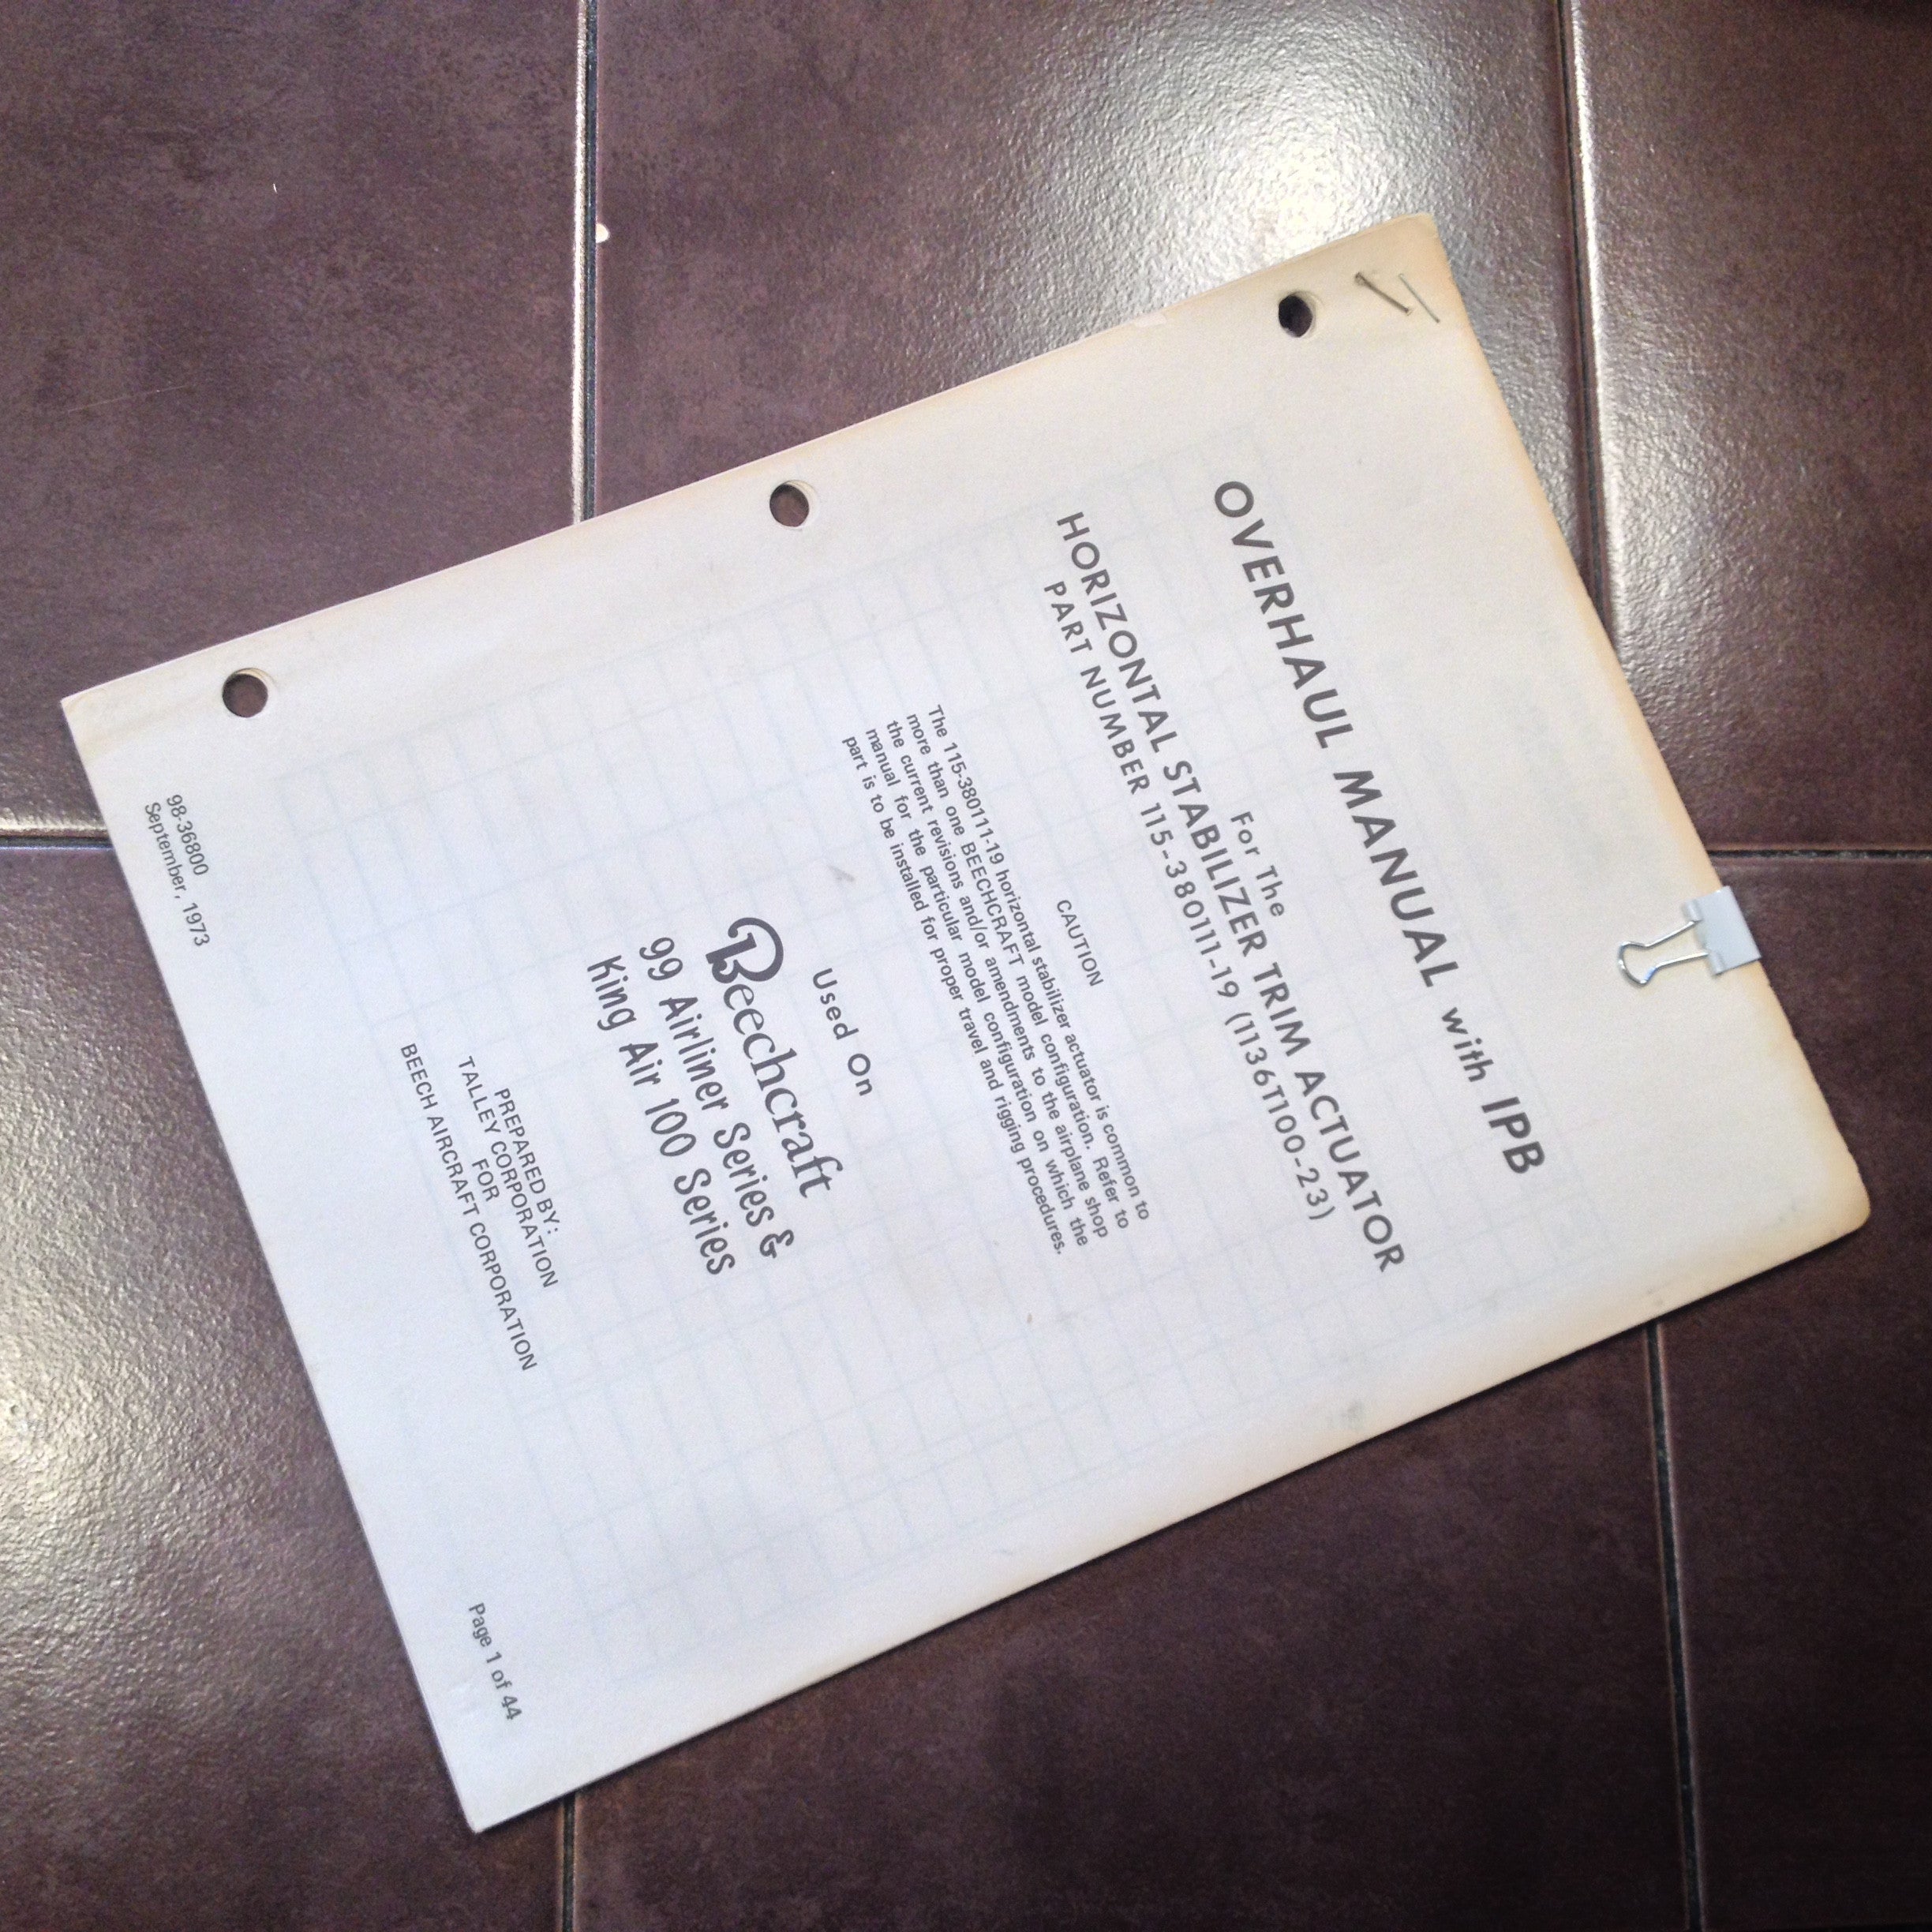 OVERHAUL MANUAL with IPB
For The
HORIZONTAL STABILIZER TRIM ACTUATOR
PART NUMBER 115-380111-19 (1136T100-23)
CAUTION
The 115-380111-19 horizontal stabilizer actuator is common to
more than one BEECHCRAFT model configuration. Refer to
the current revisions and/or amendments to the airplane shop
manual for the particular model configuration on which the
part is to be installed for proper travel and rigging procedures.
Used On
Beechcraft
99 Airliner Series &
King Air 100 Series
PREPARED BY:
TALLEY CORPORATION
FOR
BEECH AIRCRAFT CORPORATION
98-36800
September, 1973
Page 1 of 44